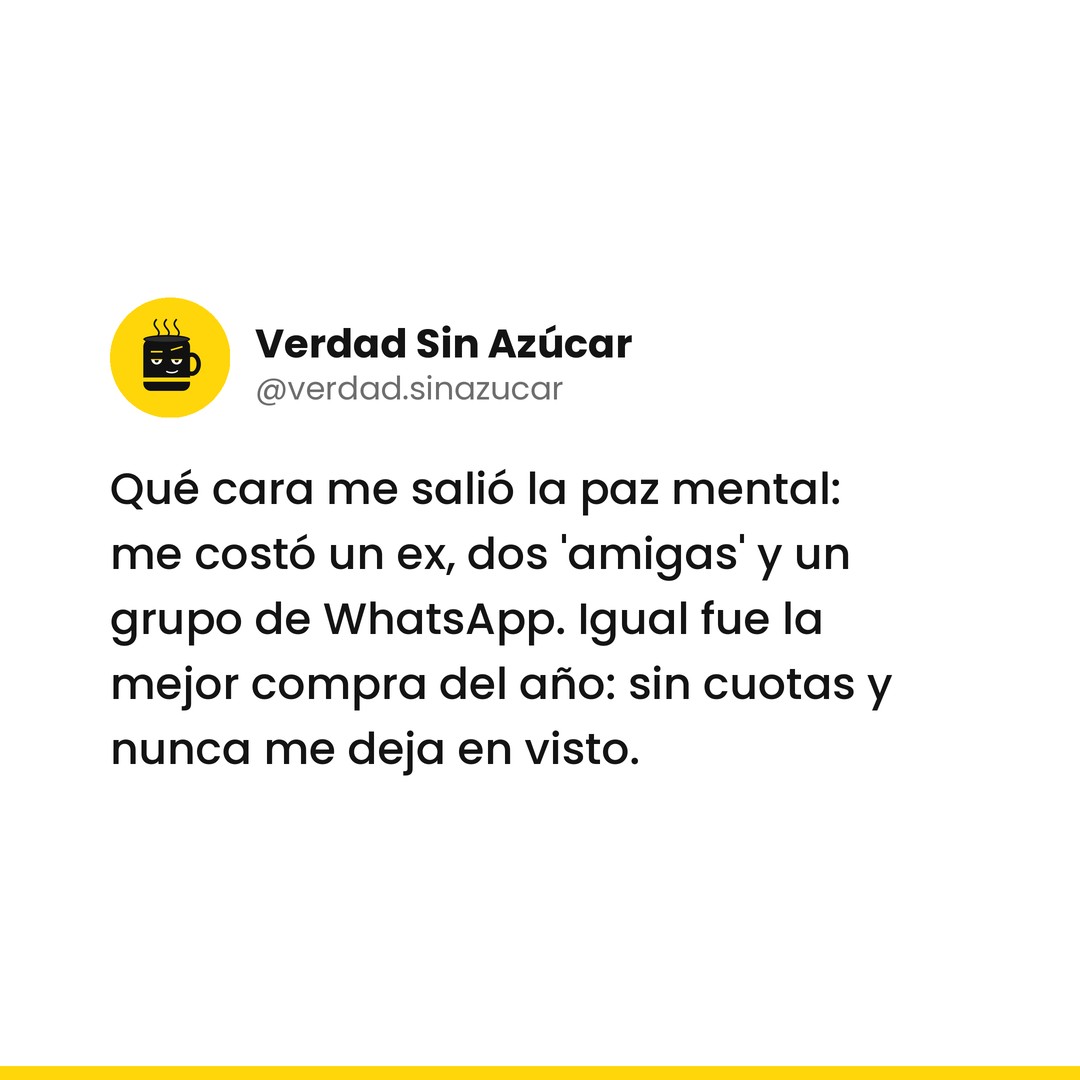 Verdad Sin Azúcar
@verdad.sinazucar
Qué cara me salió la paz mental:
me costó un ex, dos 'amigas' y un
grupo de WhatsApp. Igual fue la
mejor compra del año: sin cuotas y
nunca me deja en visto.